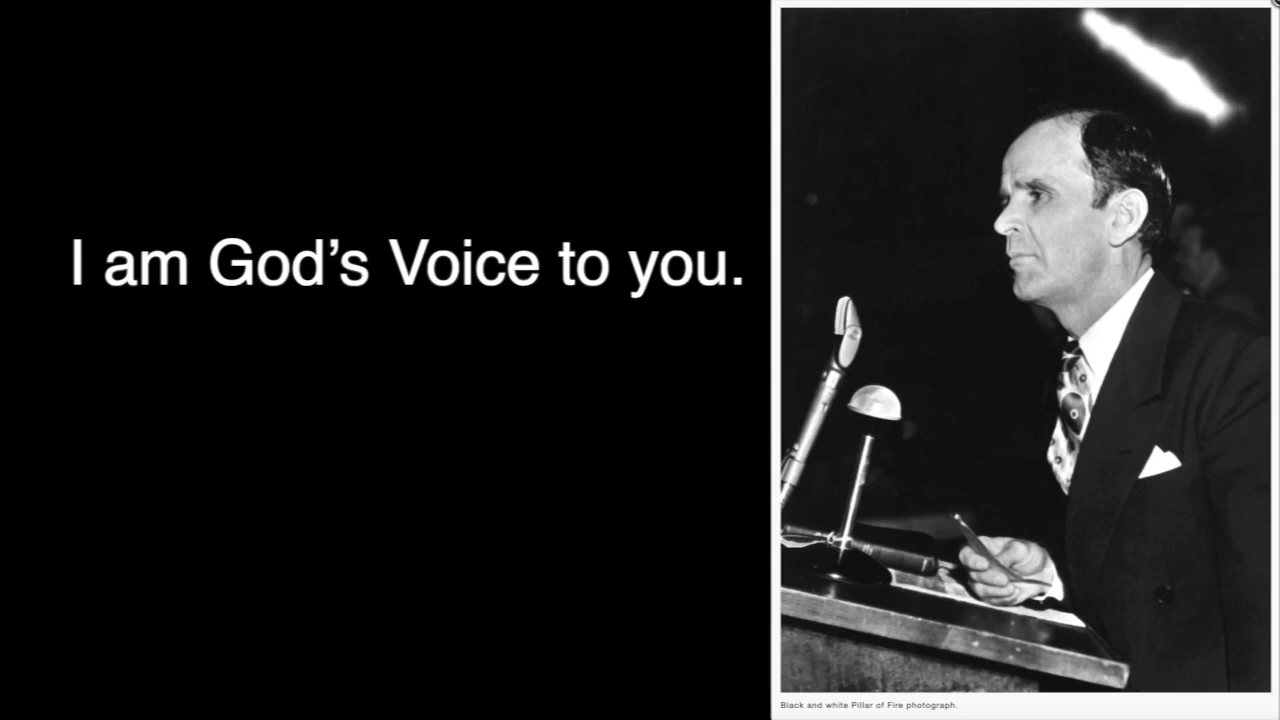 I am God’s Voice to you.
Black and white Pillar of Fire photograph.